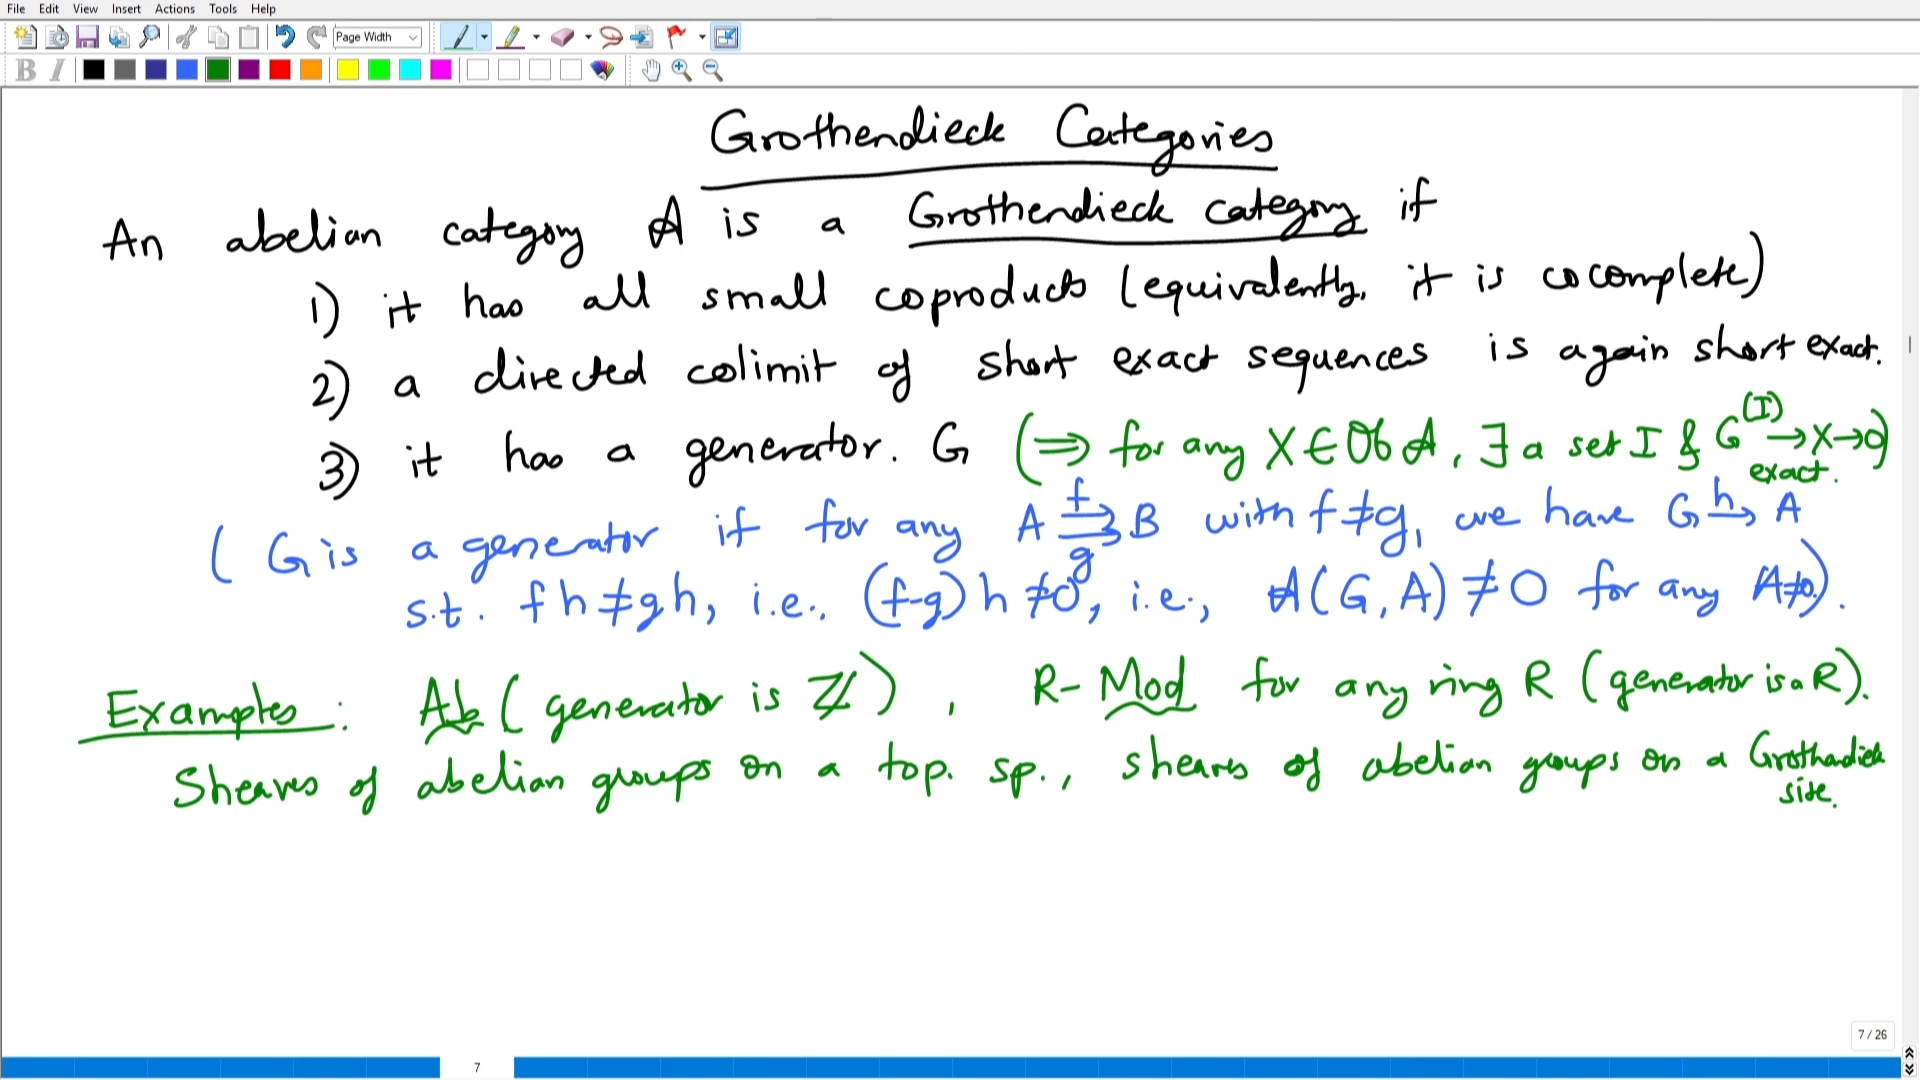 File Edit View Insert Actions Tools Help
Page Width
B I
Grothendieck Categories
An abelian category A is a Grothendieck category if
1) it has all small coproducts (equivalently, it is cocomplete)
2) a directed colimit of short exact sequences is again short exact.
3) it has a generator. G (⇒ for any X ∈ Ob A, ∃ a set I & G^(I) → X → 0) exact.
( G is a generator if for any A ⇉ B with f ≠ g, we have G →h A
f
g
s.t. fh ≠ gh, i.e., (f-g)h ≠ 0, i.e., A(G, A) ≠ 0 for any A≠0).
Examples: Ab (generator is ℤ), R-Mod for any ring R (generator is a R).
Sheaves of abelian groups on a top. sp., sheaves of abelian groups on a Grothendieck site.
7 / 26
7